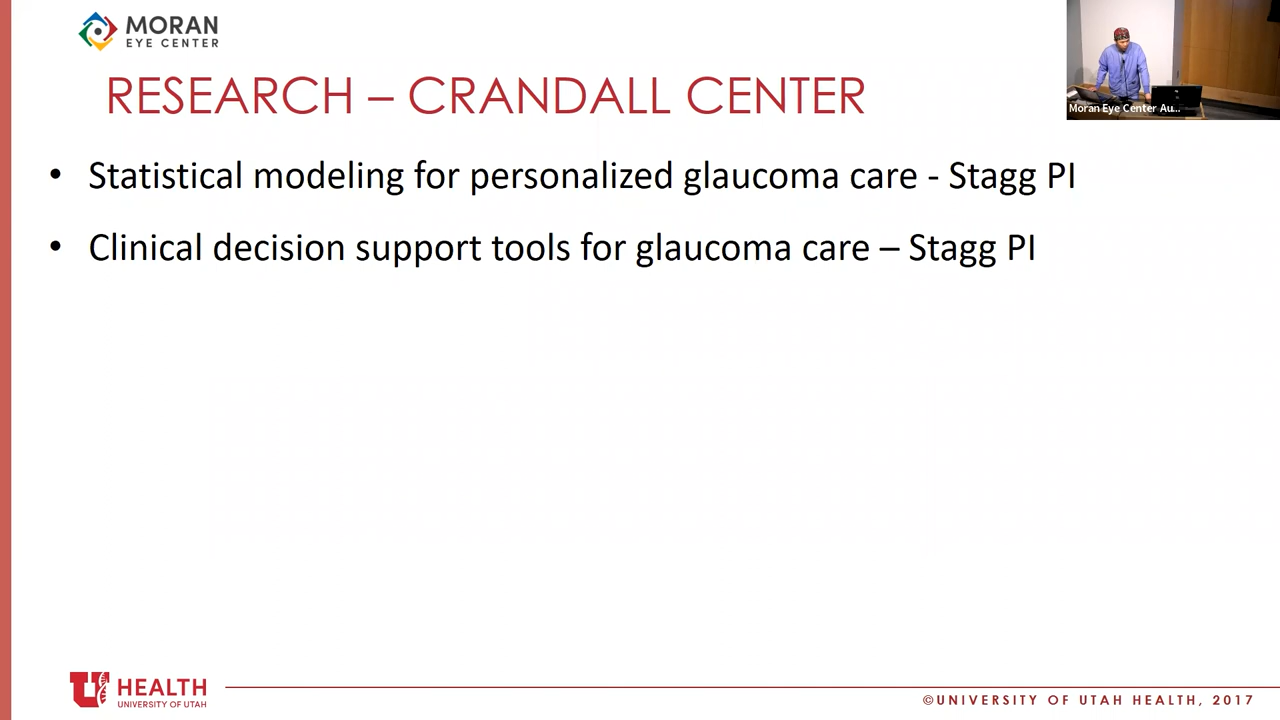 MORAN
EYE CENTER
Moran Eye Center Au...
RESEARCH – CRANDALL CENTER
• Statistical modeling for personalized glaucoma care - Stagg PI
• Clinical decision support tools for glaucoma care – Stagg PI
U HEALTH
UNIVERSITY OF UTAH
©UNIVERSITY OF UTAH HEALTH, 2017